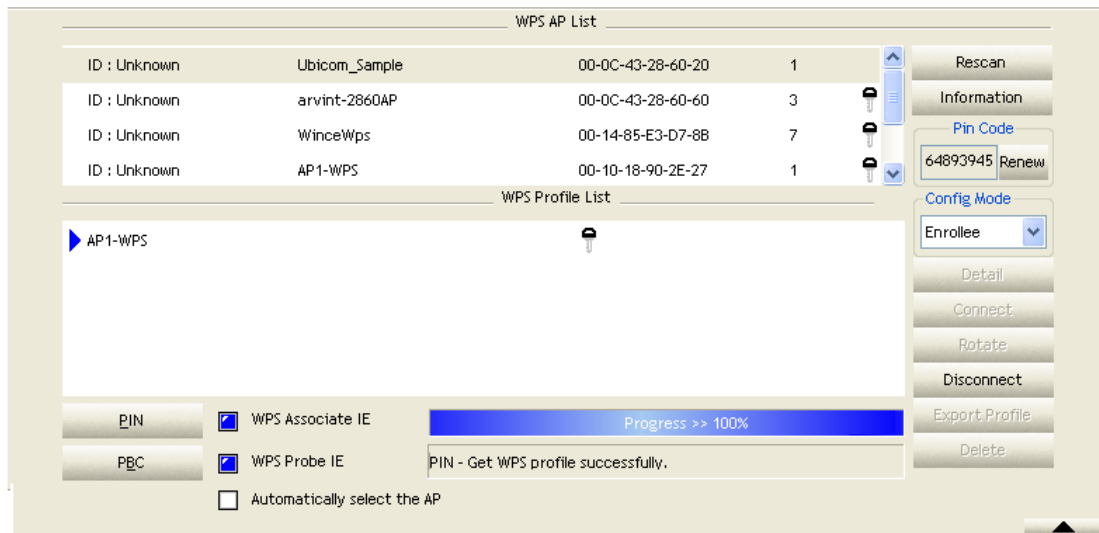 WPS AP List
ID : Unknown Ubicom_Sample 00-0C-43-28-60-20 1
ID : Unknown arvint-2860AP 00-0C-43-28-60-60 3
ID : Unknown WinceWps 00-14-85-E3-D7-8B 7
ID : Unknown AP1-WPS 00-10-18-90-2E-27 1
WPS Profile List
AP1-WPS
Rescan
Information
Pin Code
64893945 Renew
Config Mode
Enrollee
Detail
Connect
Rotate
Disconnect
Export Profile
Delete
PIN WPS Associate IE Progress >> 100%
PBC WPS Probe IE PIN - Get WPS profile successfully.
Automatically select the AP